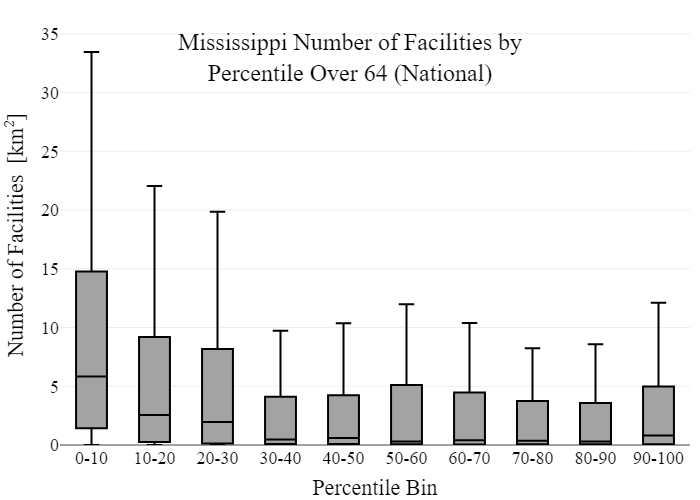 Mississippi Number of Facilities by
Percentile Over 64 (National)
Number of Facilities [km²]
35
30
25
20
15
10
5
0
0-10 10-20 20-30 30-40 40-50 50-60 60-70 70-80 80-90 90-100
Percentile Bin